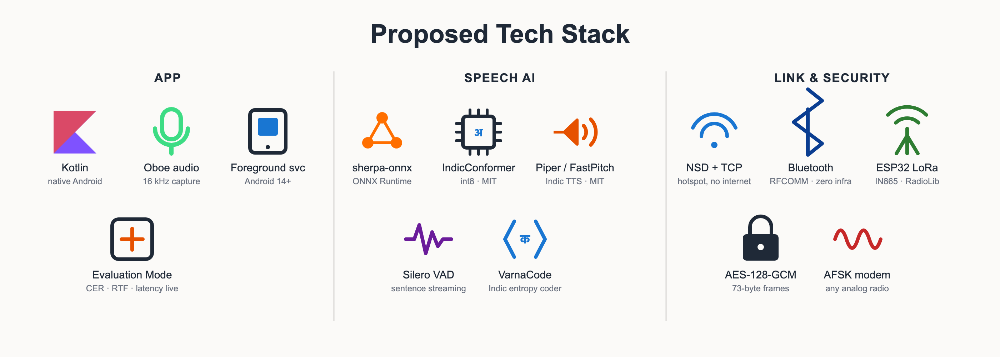 Proposed Tech Stack
APP
Kotlin
native Android
Oboe audio
16 kHz capture
Foreground svc
Android 14+
Evaluation Mode
CER · RTF · latency live
SPEECH AI
sherpa-onnx
ONNX Runtime
अ
IndicConformer
int8 · MIT
Piper / FastPitch
Indic TTS · MIT
Silero VAD
sentence streaming
क
VarnaCode
Indic entropy coder
LINK & SECURITY
NSD + TCP
hotspot, no internet
Bluetooth
RFCOMM · zero infra
ESP32 LoRa
IN865 · RadioLib
AES-128-GCM
73-byte frames
AFSK modem
any analog radio